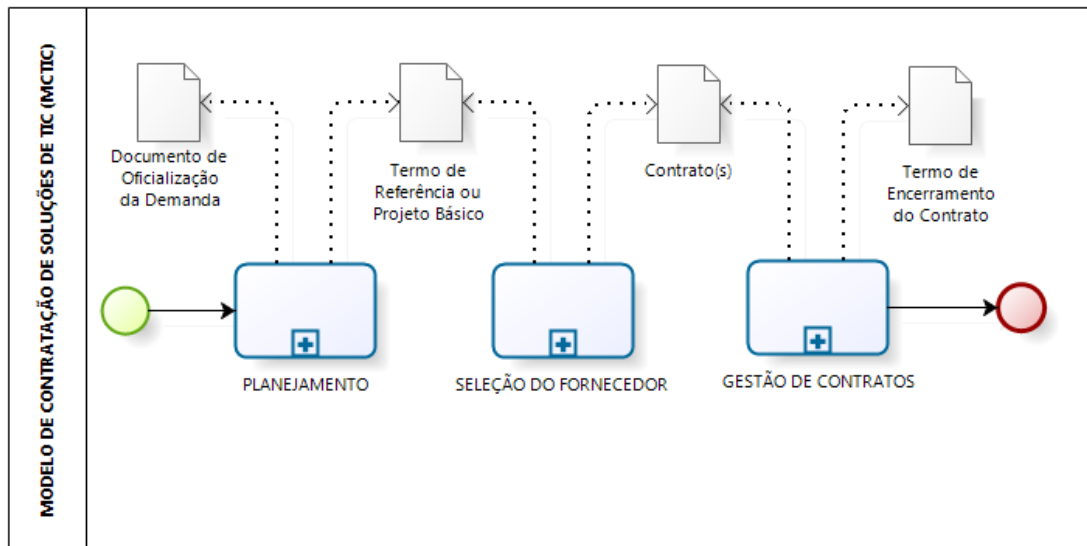 MODELO DE CONTRATAÇÃO DE SOLUÇÕES DE TIC (MCTIC)
Documento de
Oficialização
da Demanda
Termo de
Referência ou
Projeto Básico
Contrato(s)
Termo de
Encerramento
do Contrato
PLANEJAMENTO
SELEÇÃO DO FORNECEDOR
GESTÃO DE CONTRATOS